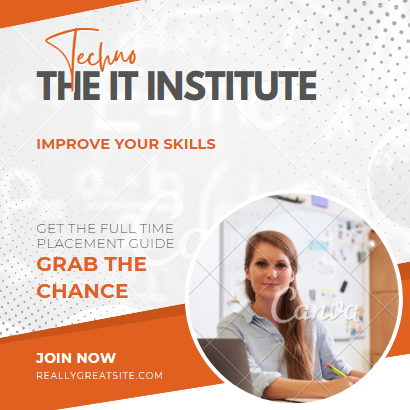 Techno
THE IT INSTITUTE
IMPROVE YOUR SKILLS
GET THE FULL TIME
PLACEMENT GUIDE
GRAB THE
CHANCE
Canva
JOIN NOW
REALLYGREATSITE.COM